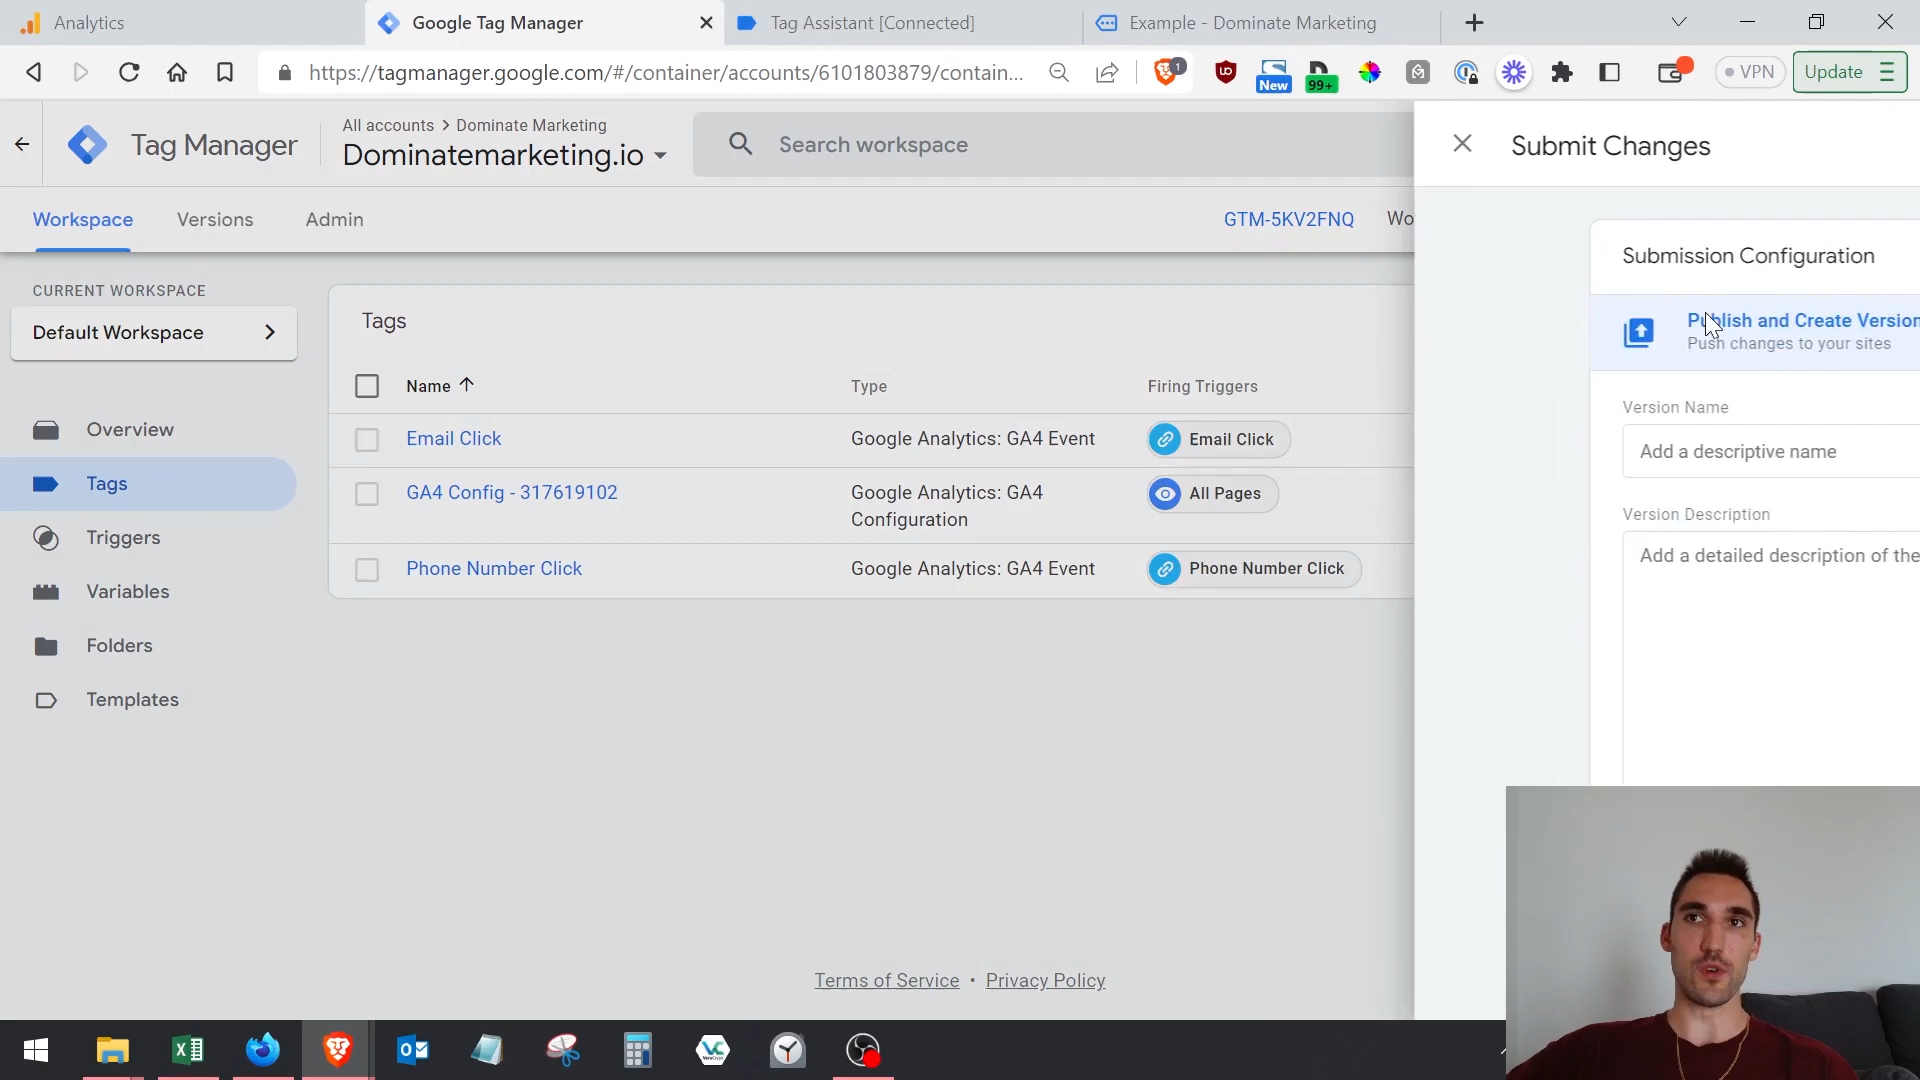 Analytics
Google Tag Manager
Tag Assistant [Connected]
Example - Dominate Marketing
https://tagmanager.google.com/#/container/accounts/6101803879/contain...
1
New
99+
VPN
Update
Tag Manager
All accounts > Dominate Marketing
Dominatemarketing.io
Search workspace
Submit Changes
Workspace
Versions
Admin
GTM-5KV2FNQ
Wo
Submission Configuration
CURRENT WORKSPACE
Default Workspace
Tags
Publish and Create Version
Push changes to your sites
Name
Type
Firing Triggers
Version Name
Overview
Email Click
Google Analytics: GA4 Event
Email Click
Add a descriptive name
Tags
GA4 Config - 317619102
Google Analytics: GA4
Configuration
All Pages
Version Description
Triggers
Phone Number Click
Google Analytics: GA4 Event
Phone Number Click
Add a detailed description of the
Variables
Folders
Templates
Terms of Service • Privacy Policy